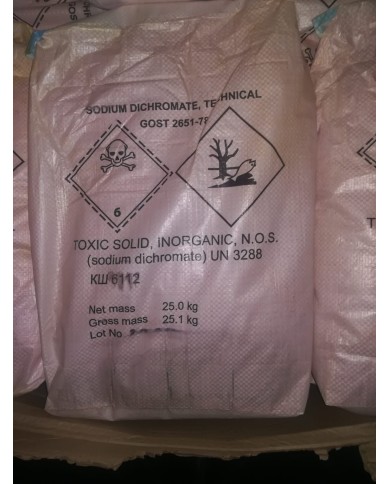 SODIUM DICHROMATE, TECHNICAL
GOST 2651-78
6
TOXIC SOLID, INORGANIC, N.O.S.
(sodium dichromate) UN 3288
КШ 6112
Net mass 25.0 kg
Gross mass 25.1 kg
Lot No